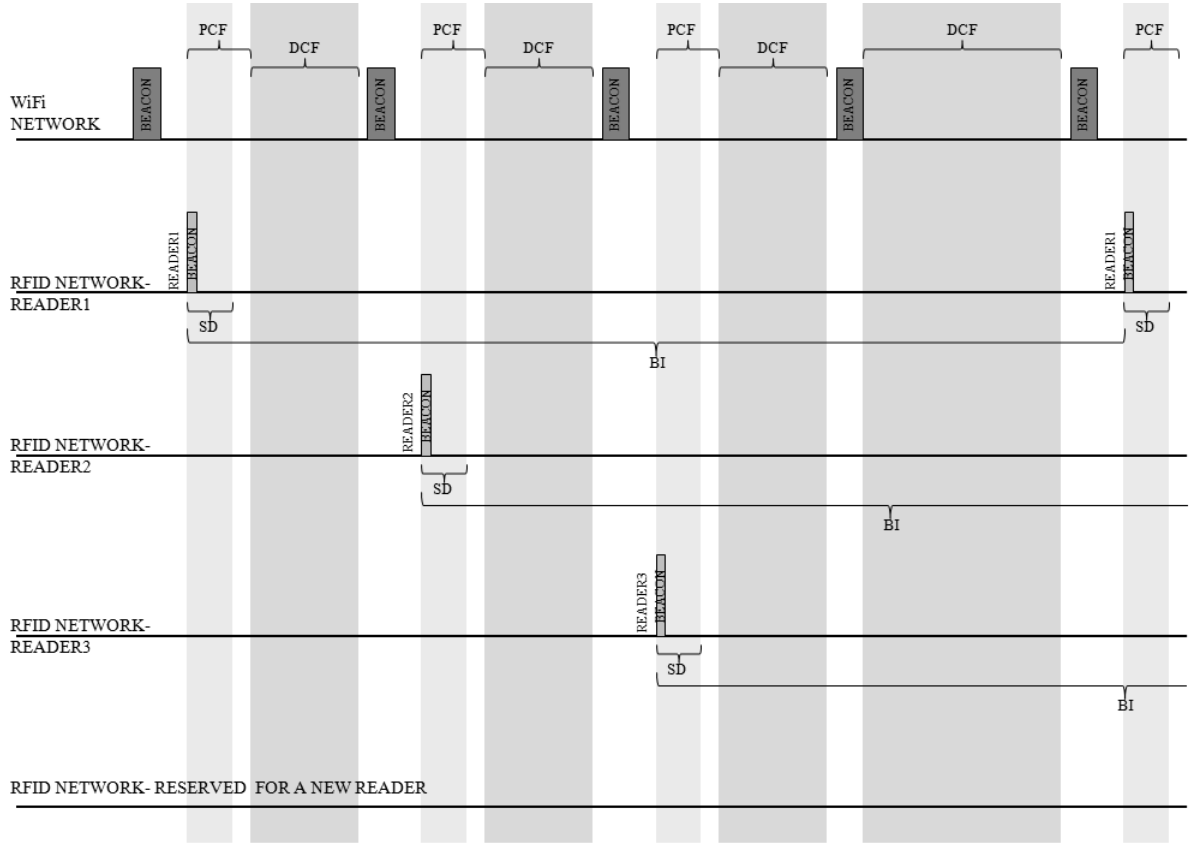 PCF
PCF
PCF
DCF
PCF
DCF
DCF
DCF
WiFi
NETWORK
BEACON
BEACON
BEACON
BEACON
BEACON
READER1
BEACON
READER1
BEACON
RFID NETWORK-
READER1
SD
SD
BI
READER2
BEACON
RFID NETWORK-
READER2
SD
BI
READER3
BEACON
RFID NETWORK-
READER3
SD
BI
RFID NETWORK- RESERVED FOR A NEW READER